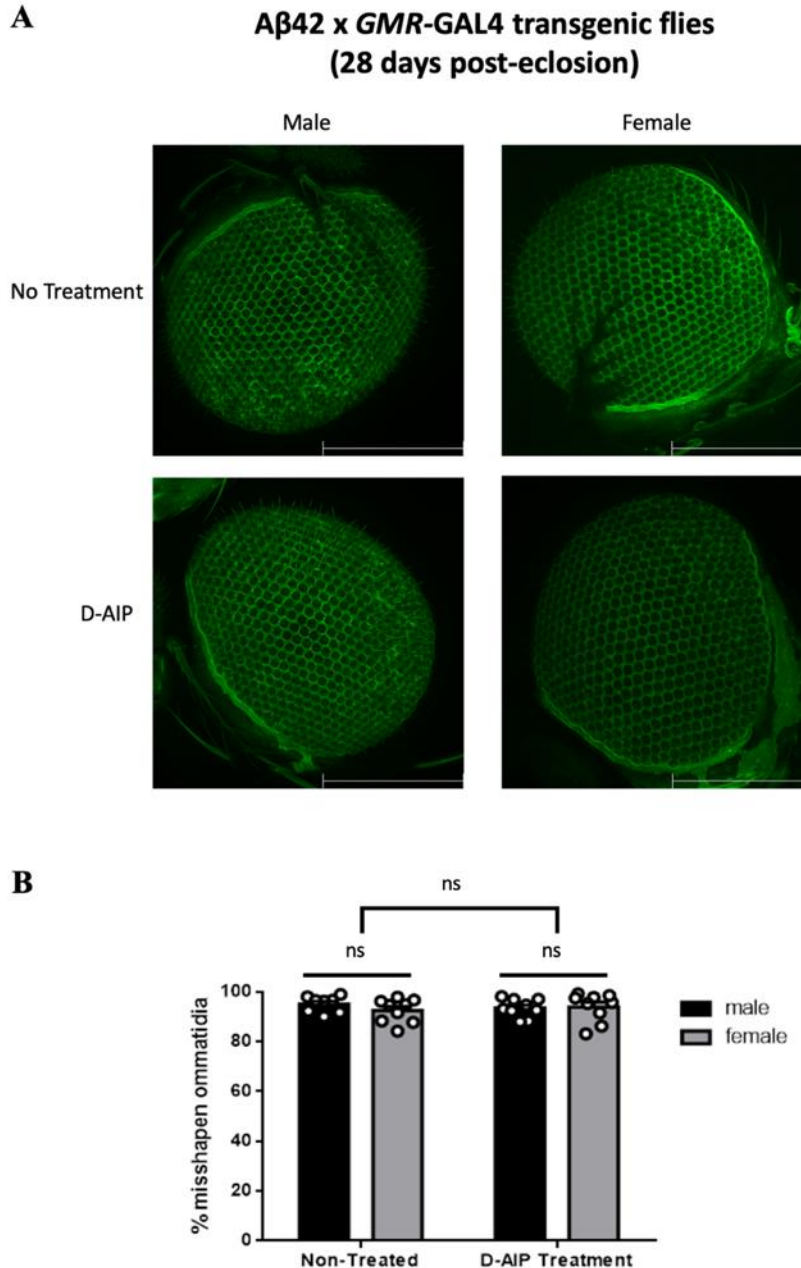 A
Aβ42 x GMR-GAL4 transgenic flies
(28 days post-eclosion)
Male
Female
No Treatment
D-AIP
B
ns
ns
ns
100
80
60
40
20
0
% misshapen ommatidia
Non-Treated
D-AIP Treatment
male
female